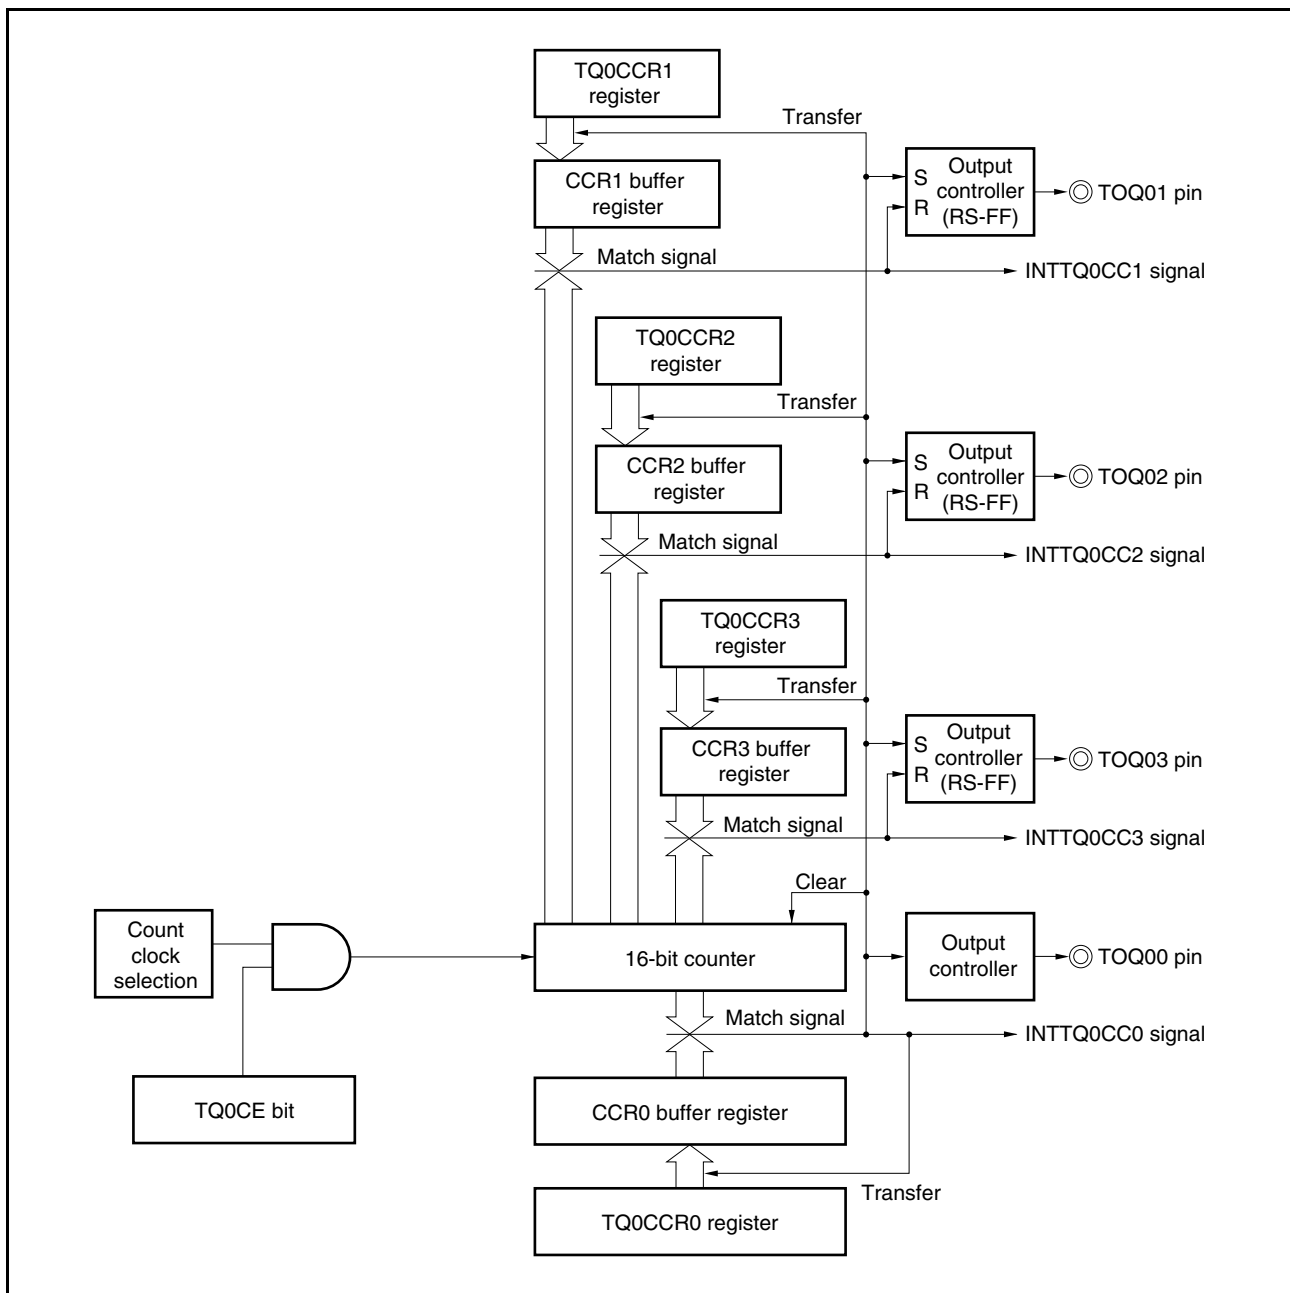 TQ0CCR1
register
Transfer
CCR1 buffer
register
S
R
Output
controller
(RS-FF)
TOQ01 pin
Match signal
INTTQ0CC1 signal
TQ0CCR2
register
Transfer
CCR2 buffer
register
S
R
Output
controller
(RS-FF)
TOQ02 pin
Match signal
INTTQ0CC2 signal
TQ0CCR3
register
Transfer
CCR3 buffer
register
S
R
Output
controller
(RS-FF)
TOQ03 pin
Match signal
INTTQ0CC3 signal
Clear
Count
clock
selection
16-bit counter
Output
controller
TOQ00 pin
Match signal
INTTQ0CC0 signal
TQ0CE bit
CCR0 buffer register
Transfer
TQ0CCR0 register